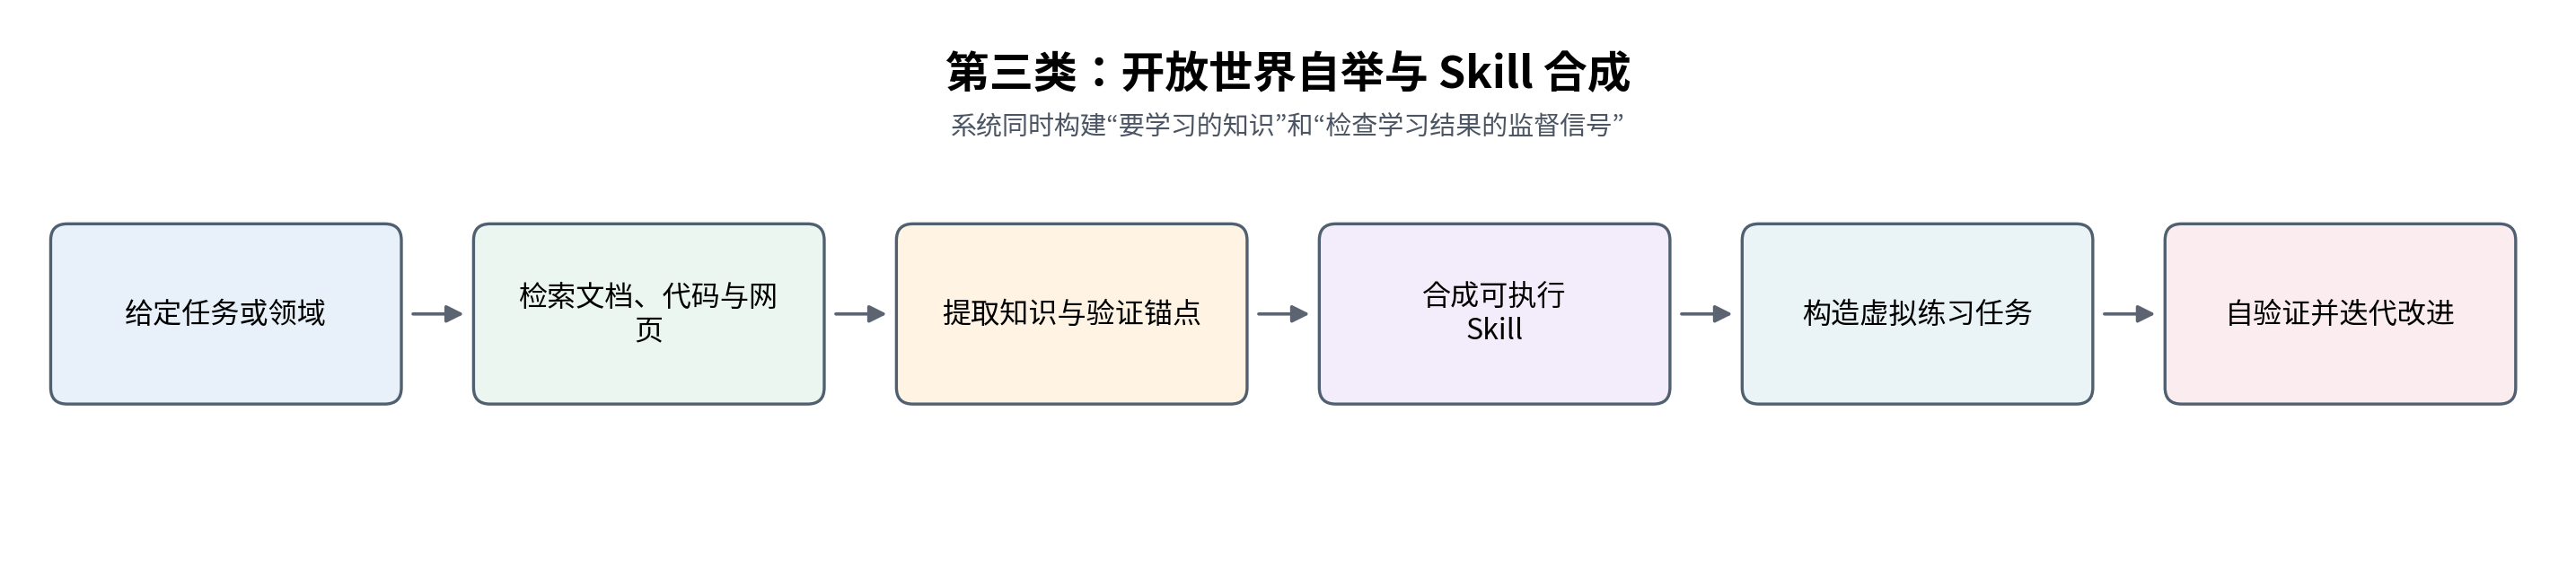 第三类：开放世界自举与 Skill 合成
系统同时构建“要学习的知识”和“检查学习结果的监督信号”
给定任务或领域
检索文档、代码与网
页
提取知识与验证锚点
合成可执行
Skill
构造虚拟练习任务
自验证并迭代改进